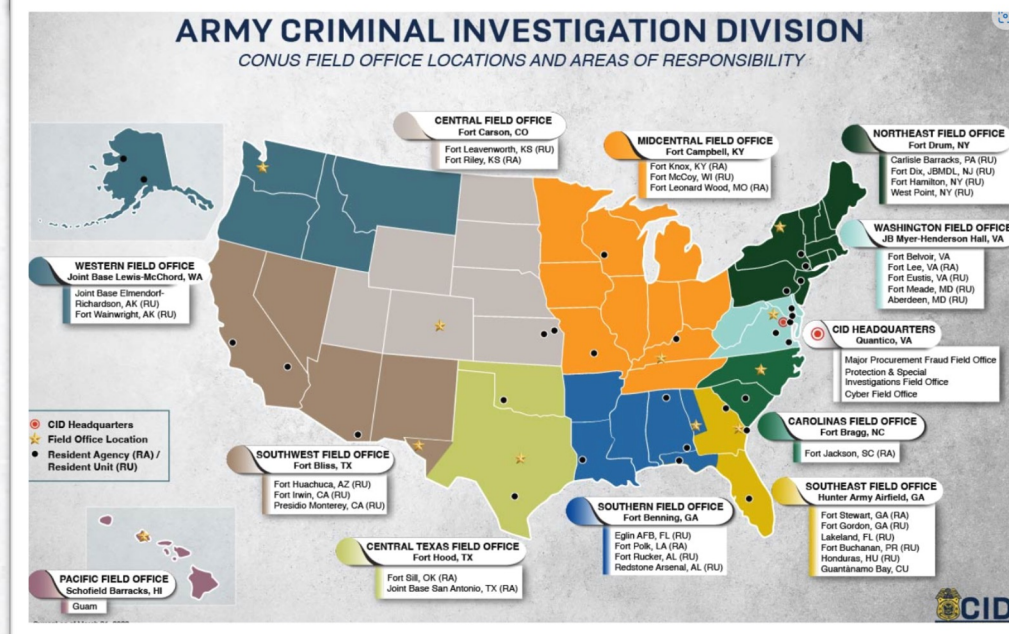 ARMY CRIMINAL INVESTIGATION DIVISION
CONUS FIELD OFFICE LOCATIONS AND AREAS OF RESPONSIBILITY
CENTRAL FIELD OFFICE
Fort Carson, CO
Fort Leavenworth, KS (RU)
Fort Riley, KS (RA)
MIDCENTRAL FIELD OFFICE
Fort Campbell, KY
Fort Knox, KY (RA)
Fort McCoy, WI (RU)
Fort Leonard Wood, MO (RA)
NORTHEAST FIELD OFFICE
Fort Drum, NY
Carlisle Barracks, PA (RU)
Fort Dix, JBMDL, NJ (RU)
Fort Hamilton, NY (RU)
West Point, NY (RU)
WASHINGTON FIELD OFFICE
JB Myer-Henderson Hall, VA
Fort Belvoir, VA
Fort Lee, VA (RA)
Fort Eustis, VA (RU)
Fort Meade, MD (RU)
Aberdeen, MD (RU)
WESTERN FIELD OFFICE
Joint Base Lewis-McChord, WA
Joint Base Elmendorf-
Richardson, AK (RU)
Fort Wainwright, AK (RU)
CID HEADQUARTERS
Quantico, VA
Major Procurement Fraud Field Office
Protection & Special
Investigations Field Office
Cyber Field Office
CID Headquarters
Field Office Location
Resident Agency (RA) /
Resident Unit (RU)
CAROLINAS FIELD OFFICE
Fort Bragg, NC
Fort Jackson, SC (RA)
SOUTHWEST FIELD OFFICE
Fort Bliss, TX
Fort Huachuca, AZ (RU)
Fort Irwin, CA (RU)
Presidio Monterey, CA (RU)
SOUTHEAST FIELD OFFICE
Hunter Army Airfield, GA
Fort Stewart, GA (RA)
Fort Gordon, GA (RU)
Lakeland, FL (RU)
Fort Buchanan, PR (RU)
Honduras, HU (RU)
Guantànamo Bay, CU
SOUTHERN FIELD OFFICE
Fort Benning, GA
Eglin AFB, FL (RU)
Fort Polk, LA (RA)
Fort Rucker, AL (RU)
Redstone Arsenal, AL (RU)
CENTRAL TEXAS FIELD OFFICE
Fort Hood, TX
Fort Sill, OK (RA)
Joint Base San Antonio, TX (RA)
PACIFIC FIELD OFFICE
Schofield Barracks, HI
Guam
CID